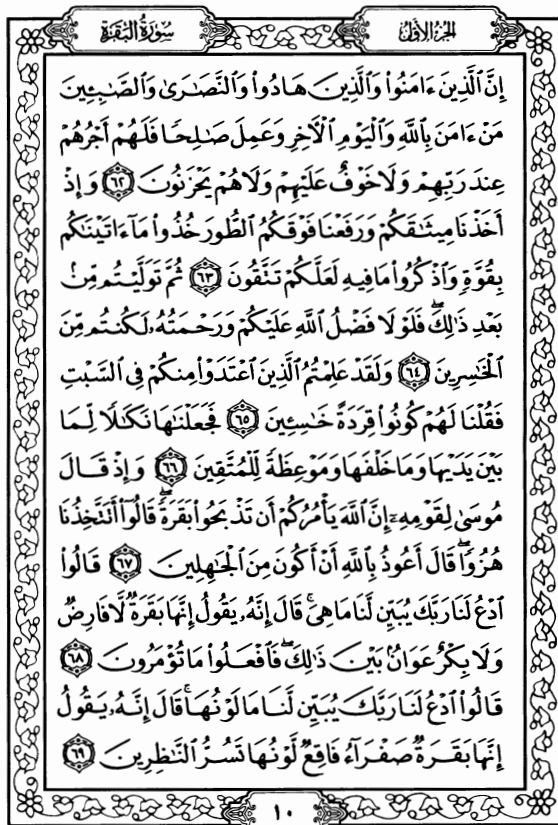 الجزء الأول
سورة البقرة
إِنَّ ٱلَّذِينَ ءَامَنُوا۟ وَٱلَّذِينَ هَادُوا۟ وَٱلنَّصَٰرَىٰ وَٱلصَّٰبِـِٔينَ
مَنْ ءَامَنَ بِٱللَّهِ وَٱلْيَوْمِ ٱلْـَٔاخِرِ وَعَمِلَ صَٰلِحًا فَلَهُمْ أَجْرُهُمْ
عِندَ رَبِّهِمْ وَلَا خَوْفٌ عَلَيْهِمْ وَلَا هُمْ يَحْزَنُونَ ٦٢ وَإِذْ
أَخَذْنَا مِيثَٰقَكُمْ وَرَفَعْنَا فَوْقَكُمُ ٱلطُّورَ خُذُوا۟ مَآ ءَاتَيْنَٰكُم
بِقُوَّةٍ وَٱذْكُرُوا۟ مَا فِيهِ لَعَلَّكُمْ تَتَّقُونَ ٦٣ ثُمَّ تَوَلَّيْتُم مِّنۢ
بَعْدِ ذَٰلِكَ ۖ فَلَوْلَا فَضْلُ ٱللَّهِ عَلَيْكُمْ وَرَحْمَتُهُۥ لَكُنتُم مِّنَ
ٱلْخَٰسِرِينَ ٦٤ وَلَقَدْ عَلِمْتُمُ ٱلَّذِينَ ٱعْتَدَوْا۟ مِنكُمْ فِى ٱلسَّبْتِ
فَقُلْنَا لَهُمْ كُونُوا۟ قِرَدَةً خَٰسِـِٔينَ ٦٥ فَجَعَلْنَٰهَا نَكَٰلًا لِّمَا
بَيْنَ يَدَيْهَا وَمَا خَلْفَهَا وَمَوْعِظَةً لِّلْمُتَّقِينَ ٦٦ وَإِذْ قَالَ
مُوسَىٰ لِقَوْمِهِۦٓ إِنَّ ٱللَّهَ يَأْمُرُكُمْ أَن تَذْبَحُوا۟ بَقَرَةً ۖ قَالُوٓا۟ أَتَتَّخِذُنَا
هُزُوًا ۖ قَالَ أَعُوذُ بِٱللَّهِ أَنْ أَكُونَ مِنَ ٱلْجَٰهِلِينَ ٦٧ قَالُوا۟
ٱدْعُ لَنَا رَبَّكَ يُبَيِّن لَّنَا مَا هِىَ ۚ قَالَ إِنَّهُۥ يَقُولُ إِنَّهَا بَقَرَةٌ لَّا فَارِضٌ
وَلَا بِكْرٌ عَوَانٌۢ بَيْنَ ذَٰلِكَ ۖ فَٱفْعَلُوا۟ مَا تُؤْمَرُونَ ٦٨
قَالُوا۟ ٱدْعُ لَنَا رَبَّكَ يُبَيِّن لَّنَا مَا لَوْنُهَا ۚ قَالَ إِنَّهُۥ يَقُولُ
إِنَّهَا بَقَرَةٌ صَفْرَآءُ فَاقِعٌ لَّوْنُهَا تَسُرُّ ٱلنَّٰظِرِينَ ٦٩
١٠